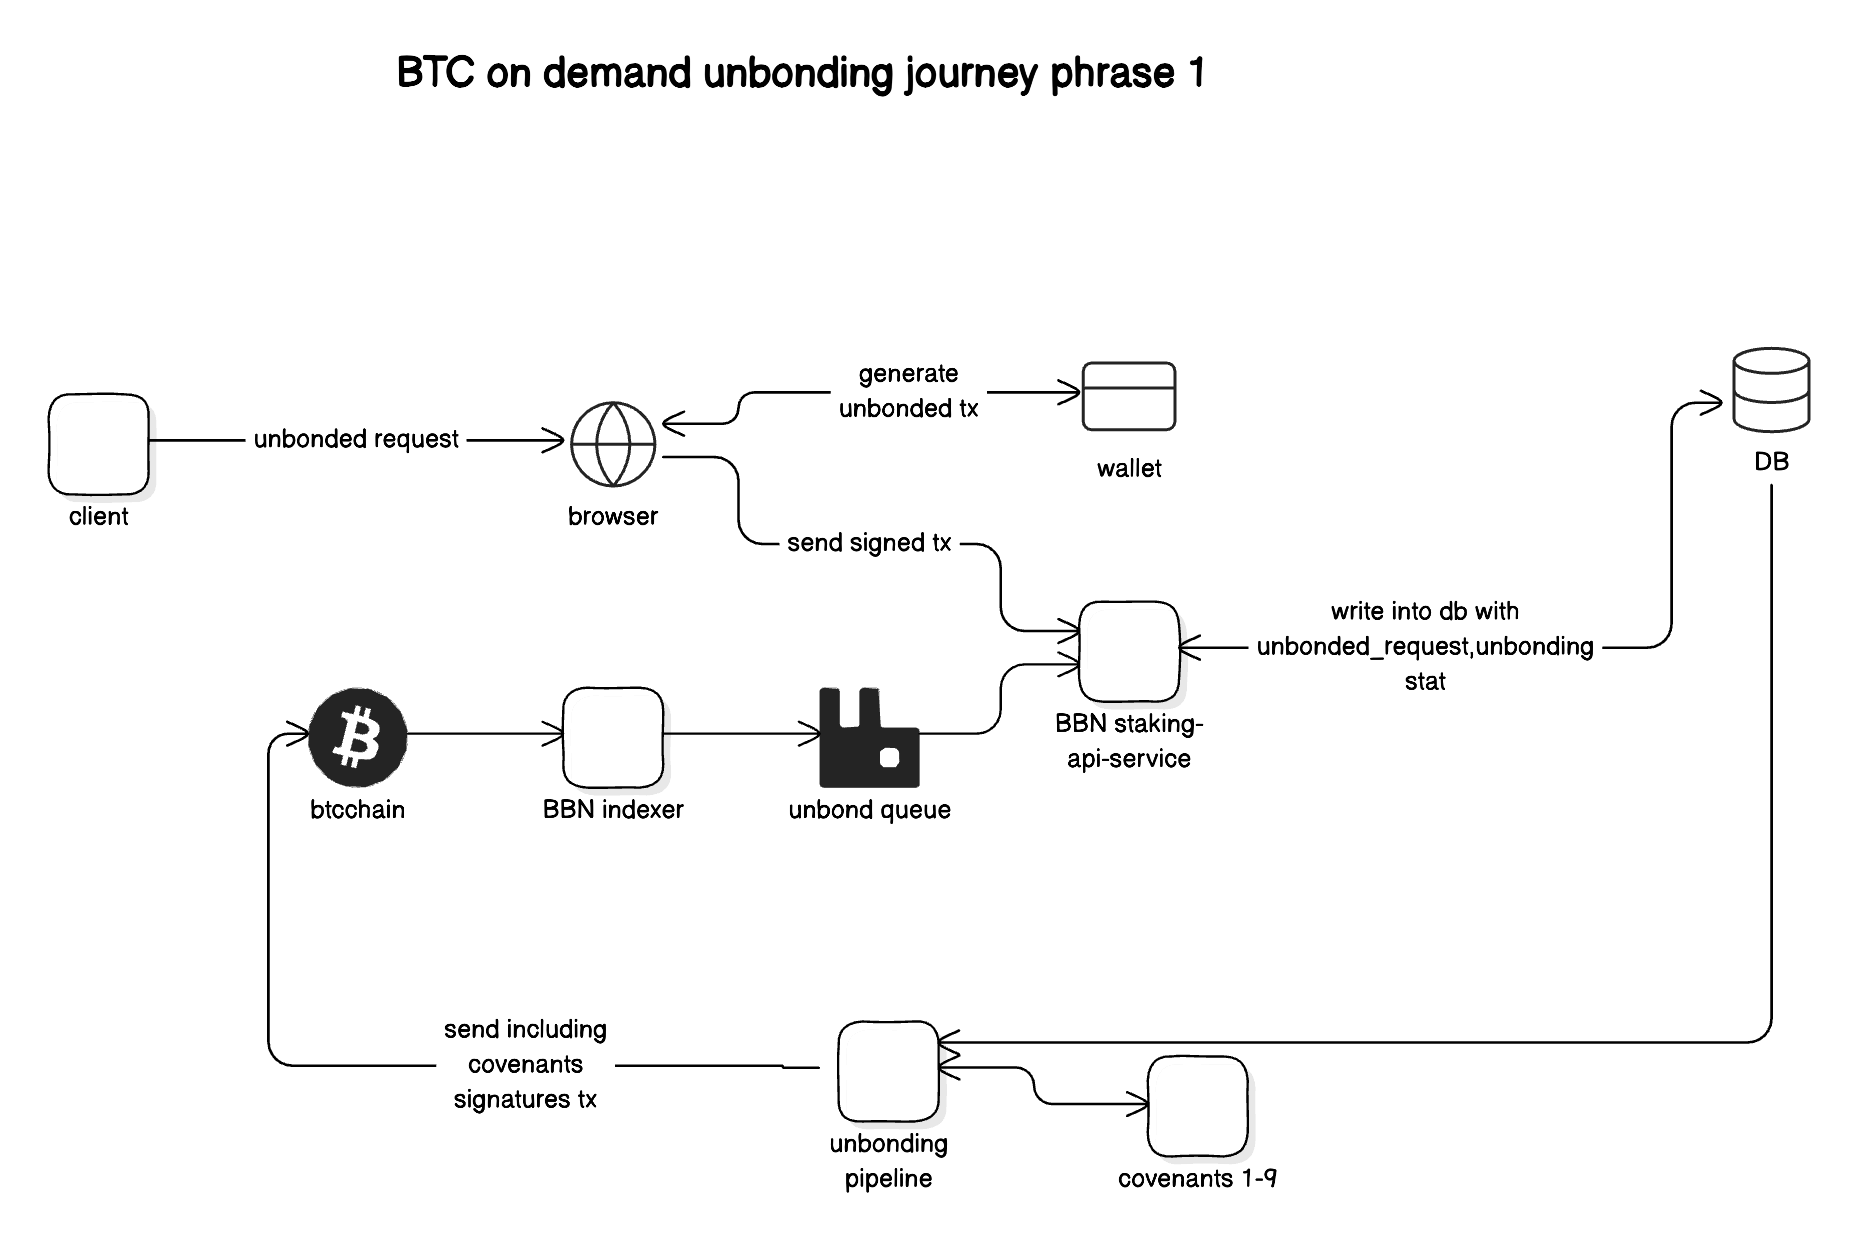 BTC on demand unbonding journey phrase 1
generate
unbonded tx
unbonded request
wallet
DB
client
browser
send signed tx
write into db with
unbonded_request,unbonding
stat
BBN staking-
api-service
btcchain
BBN indexer
unbond queue
send including
covenants
signatures tx
unbonding
pipeline
covenants 1-9